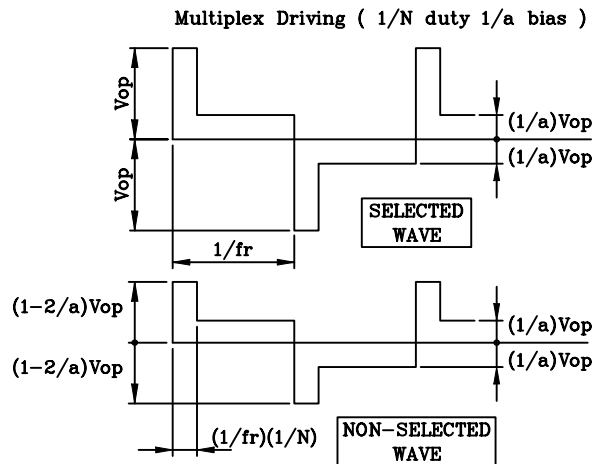 Multiplex Driving ( 1/N duty 1/a bias )
Vop
(1/a)Vop
(1/a)Vop
Vop
SELECTED
WAVE
1/fr
(1-2/a)Vop
(1/a)Vop
(1-2/a)Vop
(1/a)Vop
(1/fr)(1/N)
NON-SELECTED
WAVE